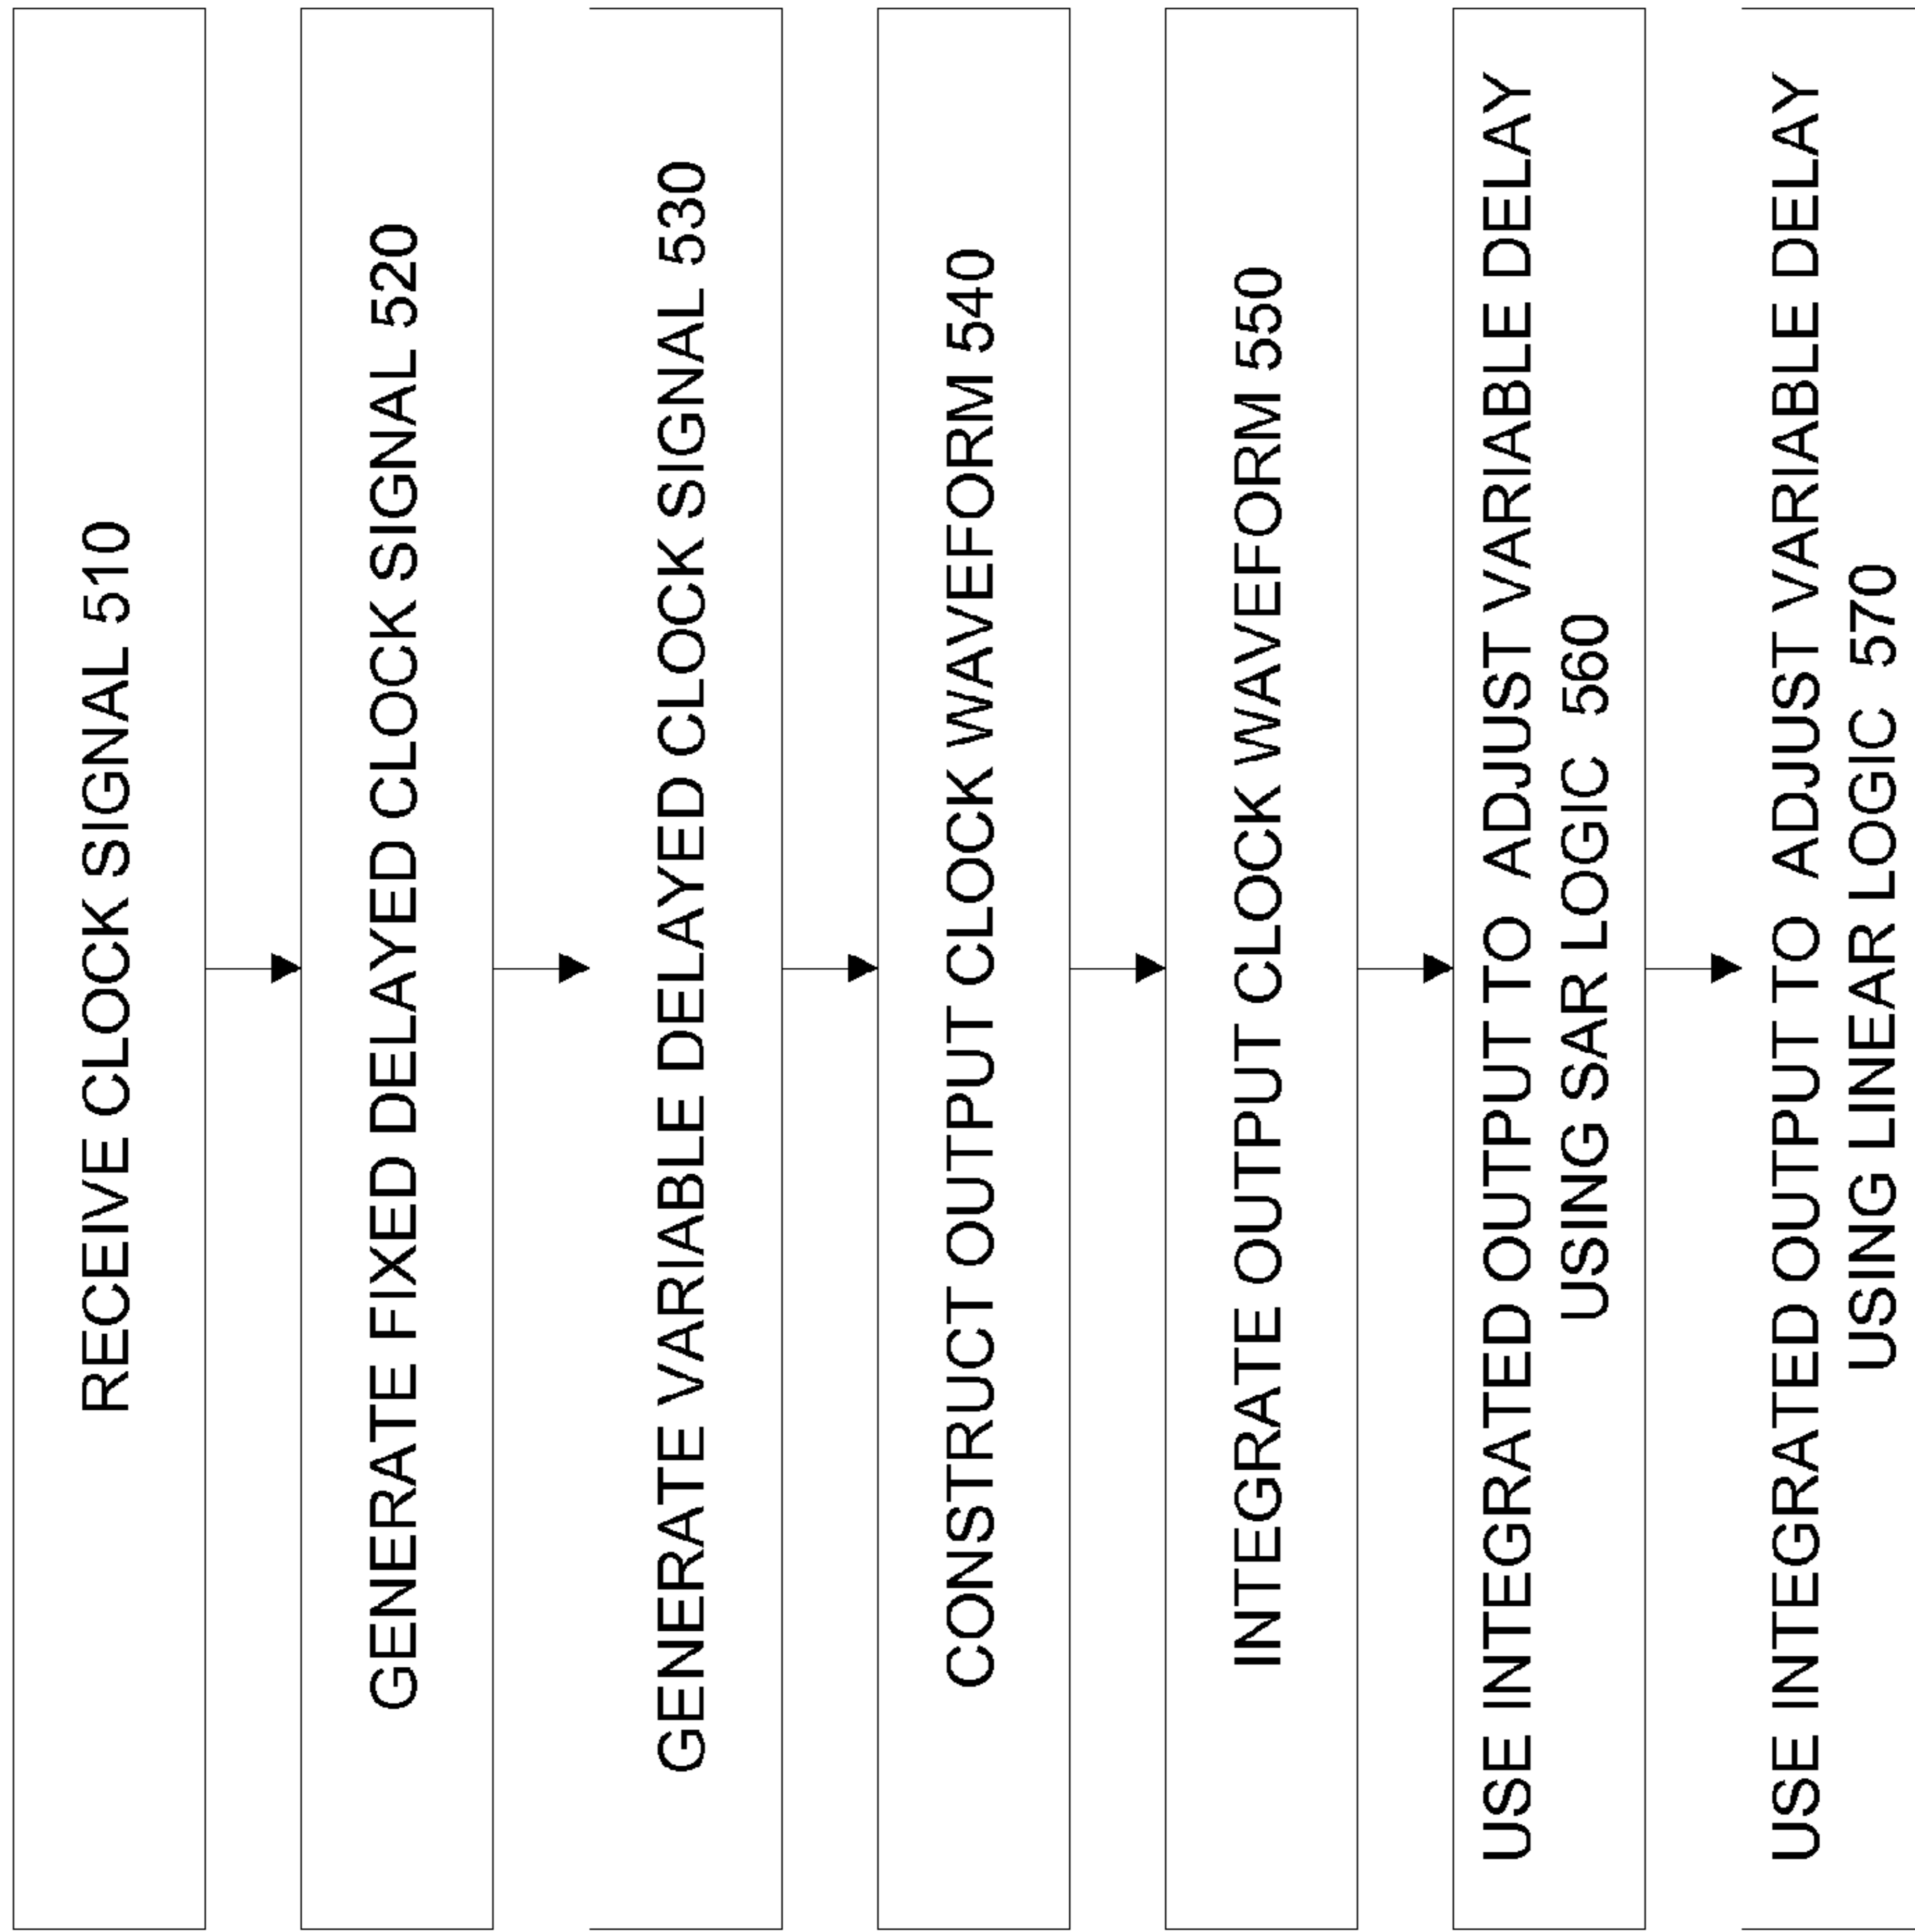 RECEIVE CLOCK SIGNAL 510
GENERATE FIXED DELAYED CLOCK SIGNAL 520
GENERATE VARIABLE DELAYED CLOCK SIGNAL 530
CONSTRUCT OUTPUT CLOCK WAVEFORM 540
INTEGRATE OUTPUT CLOCK WAVEFORM 550
USE INTEGRATED OUTPUT TO ADJUST VARIABLE DELAY
USING SAR LOGIC 560
USE INTEGRATED OUTPUT TO ADJUST VARIABLE DELAY
USING LINEAR LOGIC 570